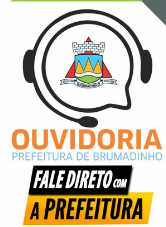 OUVIDORIA
PREFEITURA DE BRUMADINHO
FALE DIRETO COM
A PREFEITURA